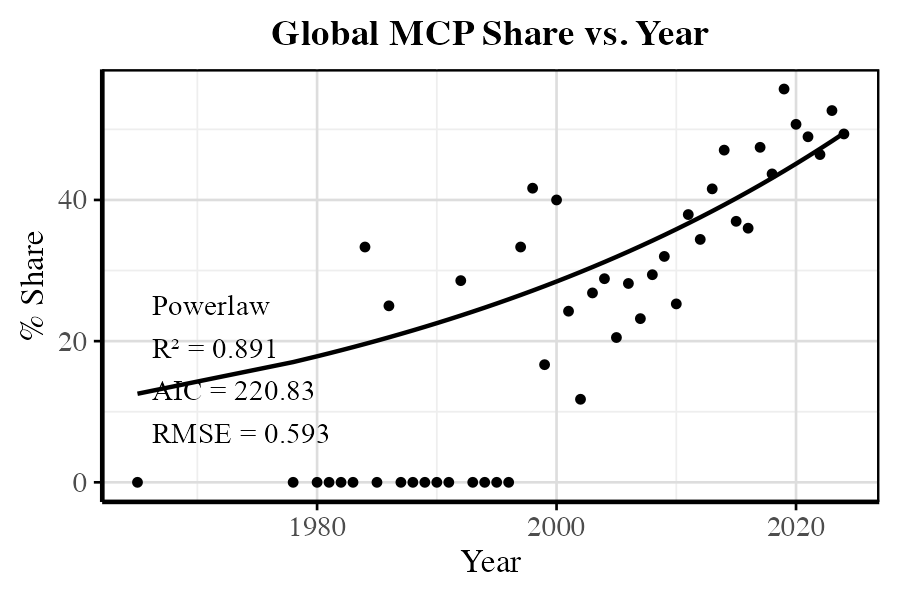 Global MCP Share vs. Year
% Share
40
20
0
Powerlaw
R² = 0.891
AIC = 220.83
RMSE = 0.593
1980
2000
2020
Year